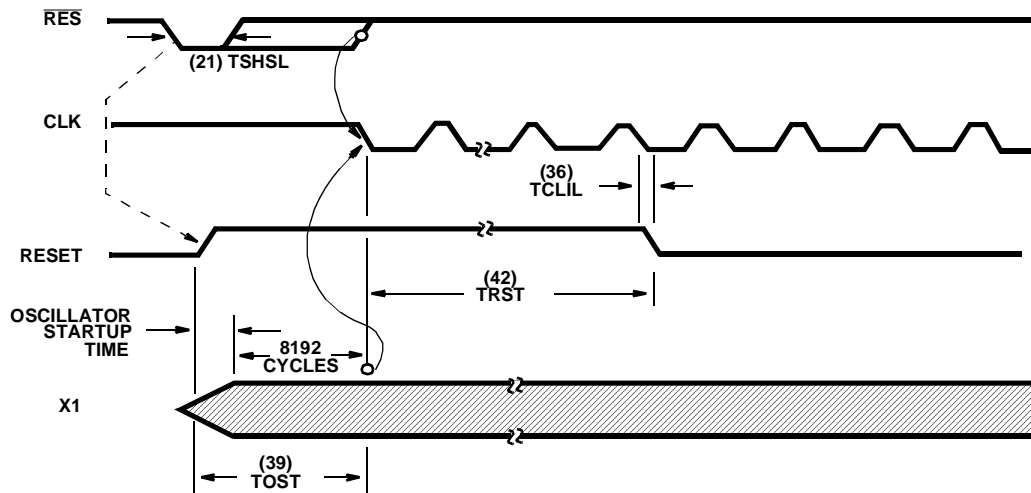 RES
(21) TSHSL
CLK
(36)
TCLIL
RESET
(42)
TRST
OSCILLATOR
STARTUP
TIME
8192
CYCLES
X1
(39)
TOST